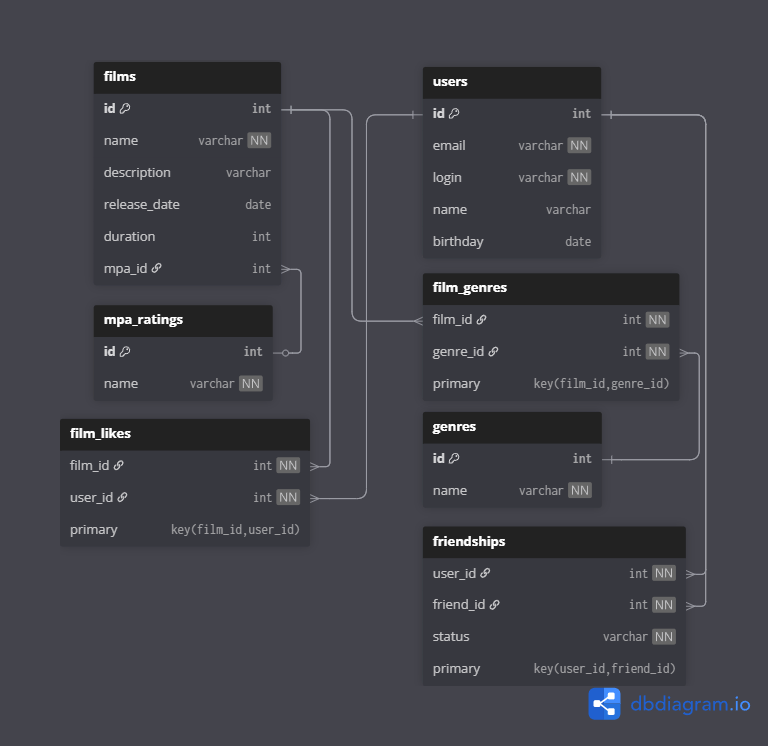 films
id int
name varchar NN
description varchar
release_date date
duration int
mpa_id int
mpa_ratings
id int
name varchar NN
film_likes
film_id int NN
user_id int NN
primary key(film_id,user_id)
users
id int
email varchar NN
login varchar NN
name varchar
birthday date
film_genres
film_id int NN
genre_id int NN
primary key(film_id,genre_id)
genres
id int
name varchar NN
friendships
user_id int NN
friend_id int NN
status varchar NN
primary key(user_id,friend_id)
dbdiagram.io